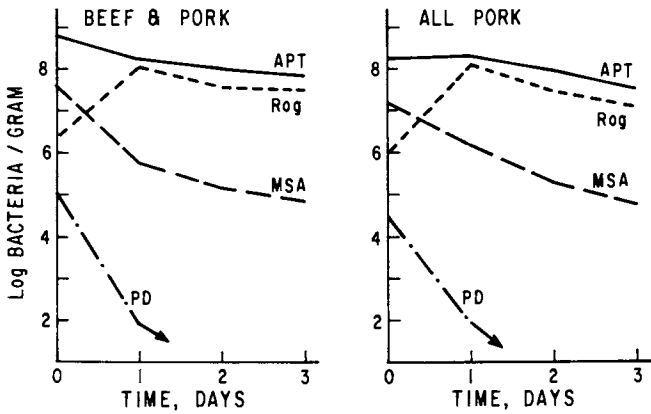 BEEF & PORK
Log BACTERIA / GRAM
8
6
4
2
APT
Rog
MSA
PD
0 1 2 3
TIME, DAYS
ALL PORK
8
6
4
2
APT
Rog
MSA
PD
0 1 2 3
TIME, DAYS